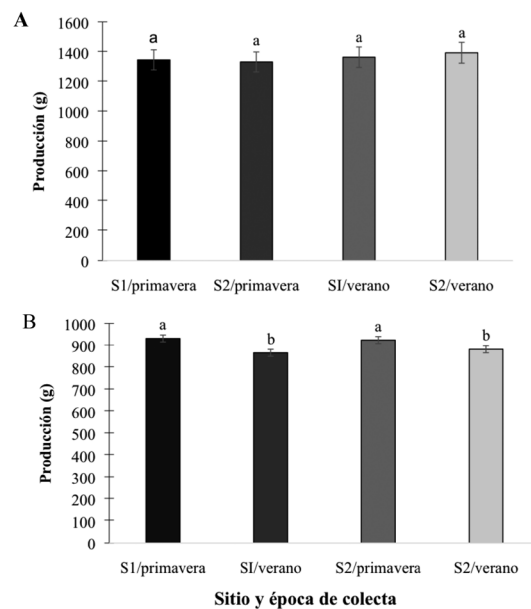 A
Producción (g)
1600
1400
1200
1000
800
600
400
200
0
a
a
a
a
S1/primavera
S2/primavera
SI/verano
S2/verano
B
Producción (g)
1000
900
800
700
600
500
400
300
200
100
0
a
b
a
b
S1/primavera
SI/verano
S2/primavera
S2/verano
Sitio y época de colecta